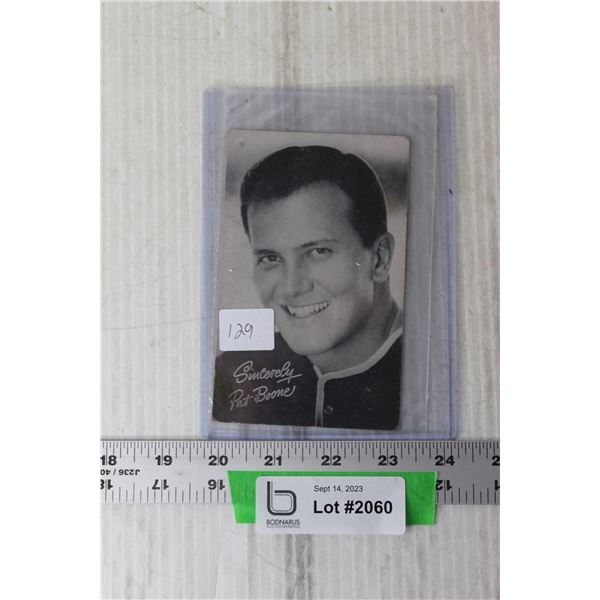 129
Sincerely
Pat Boone
18 19 20 21 22 23 24
J236 / 40
17 16
12
Sept 14, 2023
Lot #2060
b
BODNARUS
AUCTIONEERING